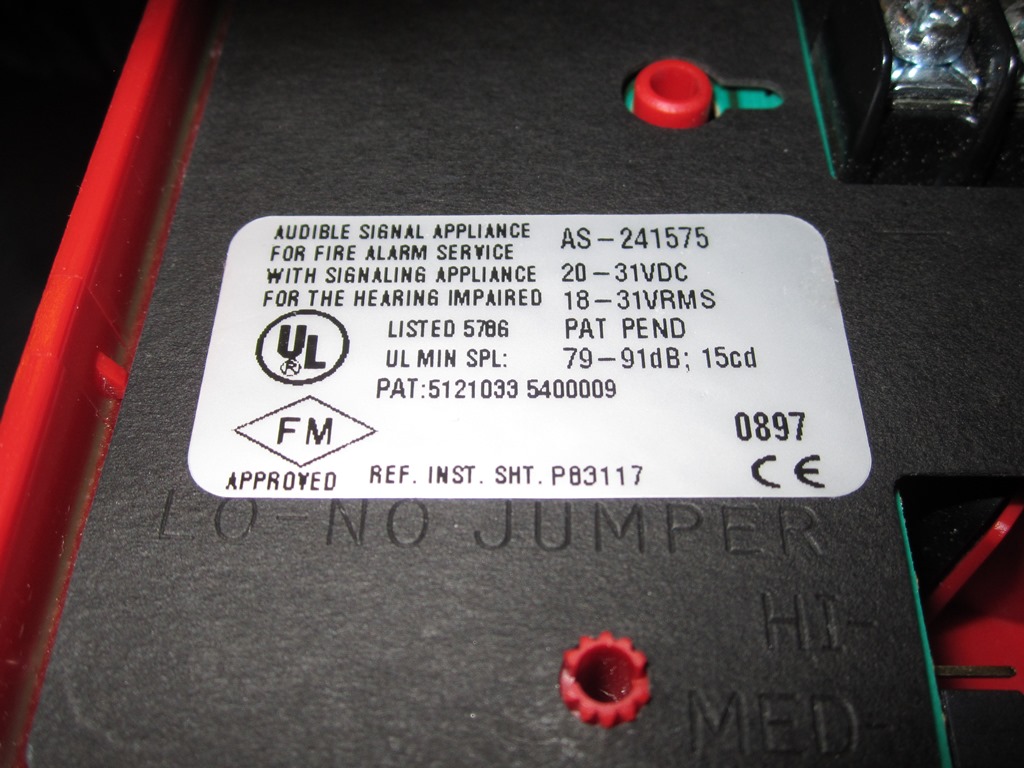 AUDIBLE SIGNAL APPLIANCE
FOR FIRE ALARM SERVICE
WITH SIGNALING APPLIANCE
FOR THE HEARING IMPAIRED
AS-241575
20-31VDC
18-31VRMS
UL ®
LISTED 5786
PAT PEND
UL MIN SPL: 79-91dB; 15cd
PAT:5121033 5400009
FM
APPROVED
REF. INST. SHT. P83117
0897
CE
LO-NO JUMPER
HI-
MED-